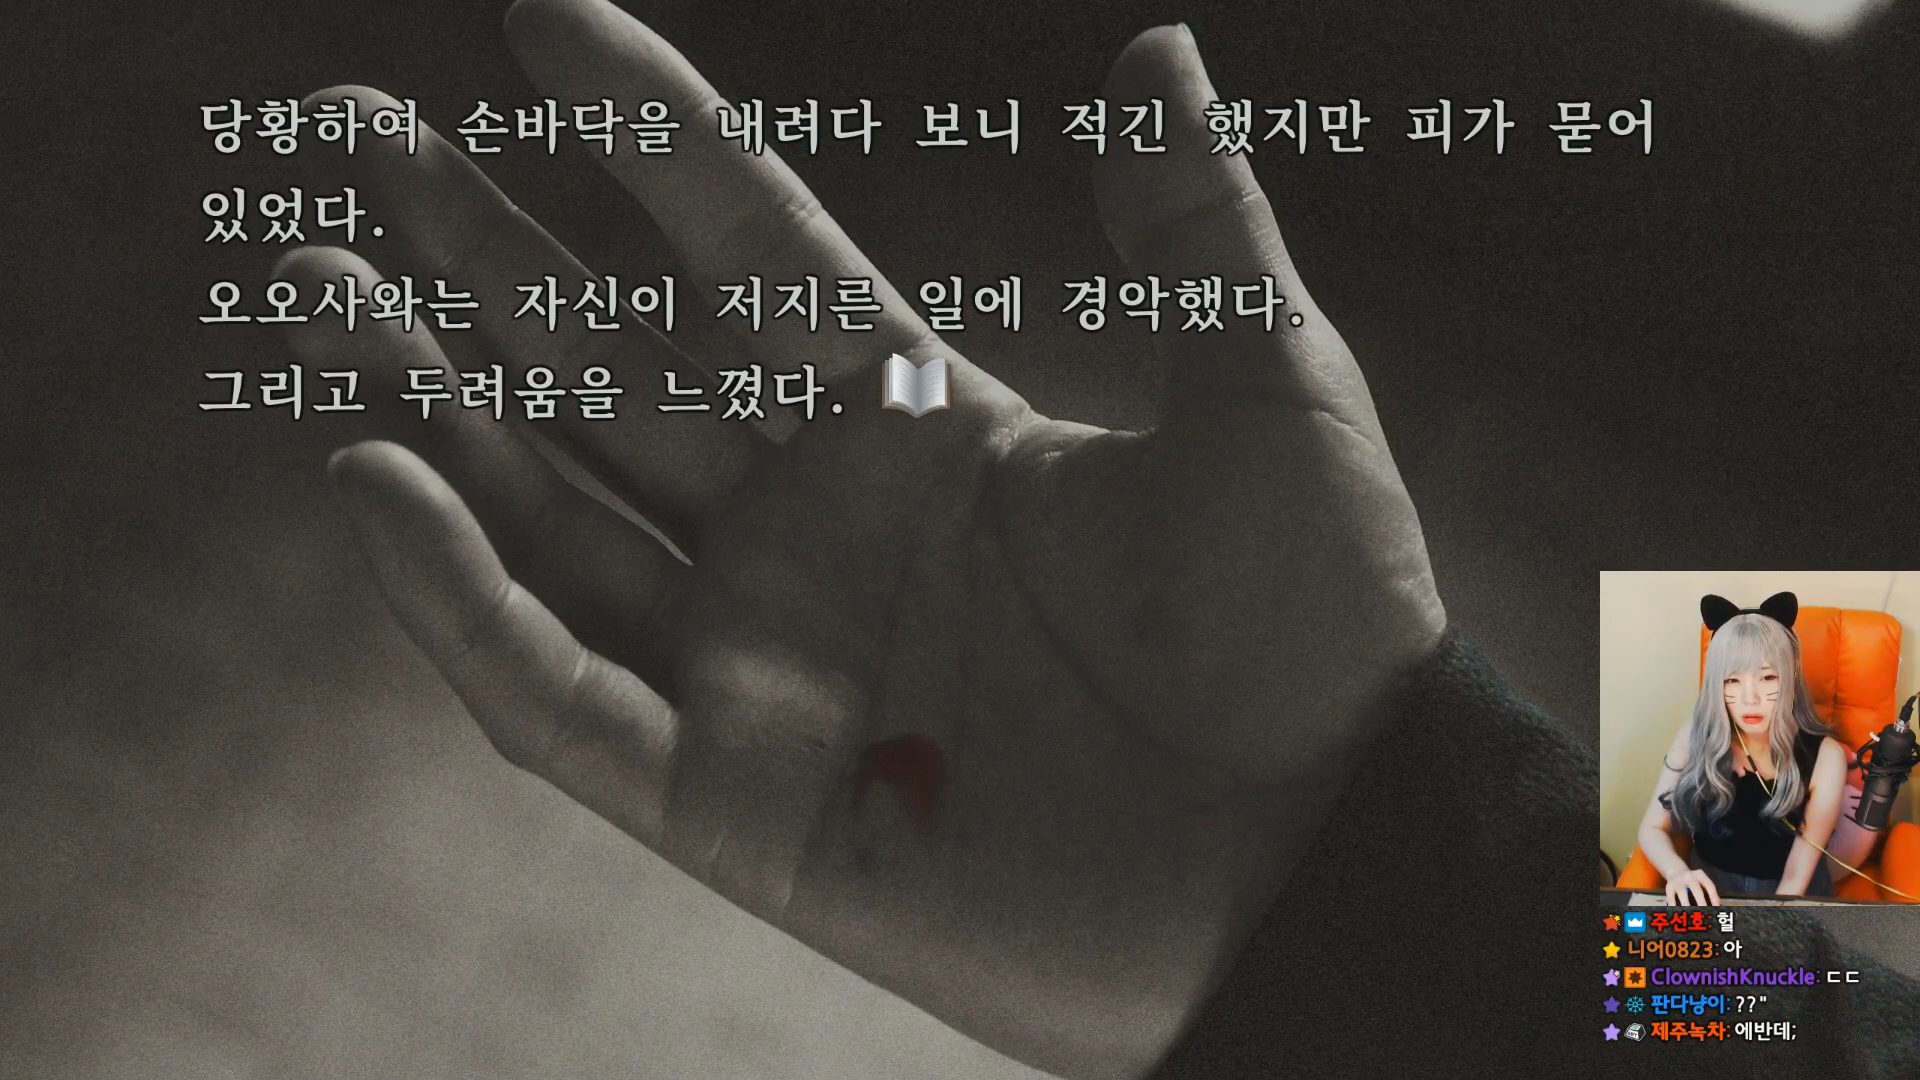 당황하여 손바닥을 내려다 보니 적긴 했지만 피가 묻어
있었다.
오오사와는 자신이 저지른 일에 경악했다.
그리고 두려움을 느꼈다.
주선호: 헐
니어0823: 아
ClownishKnuckle: ㄷㄷ
판다냥이: ??"
제주녹차: 에반데;